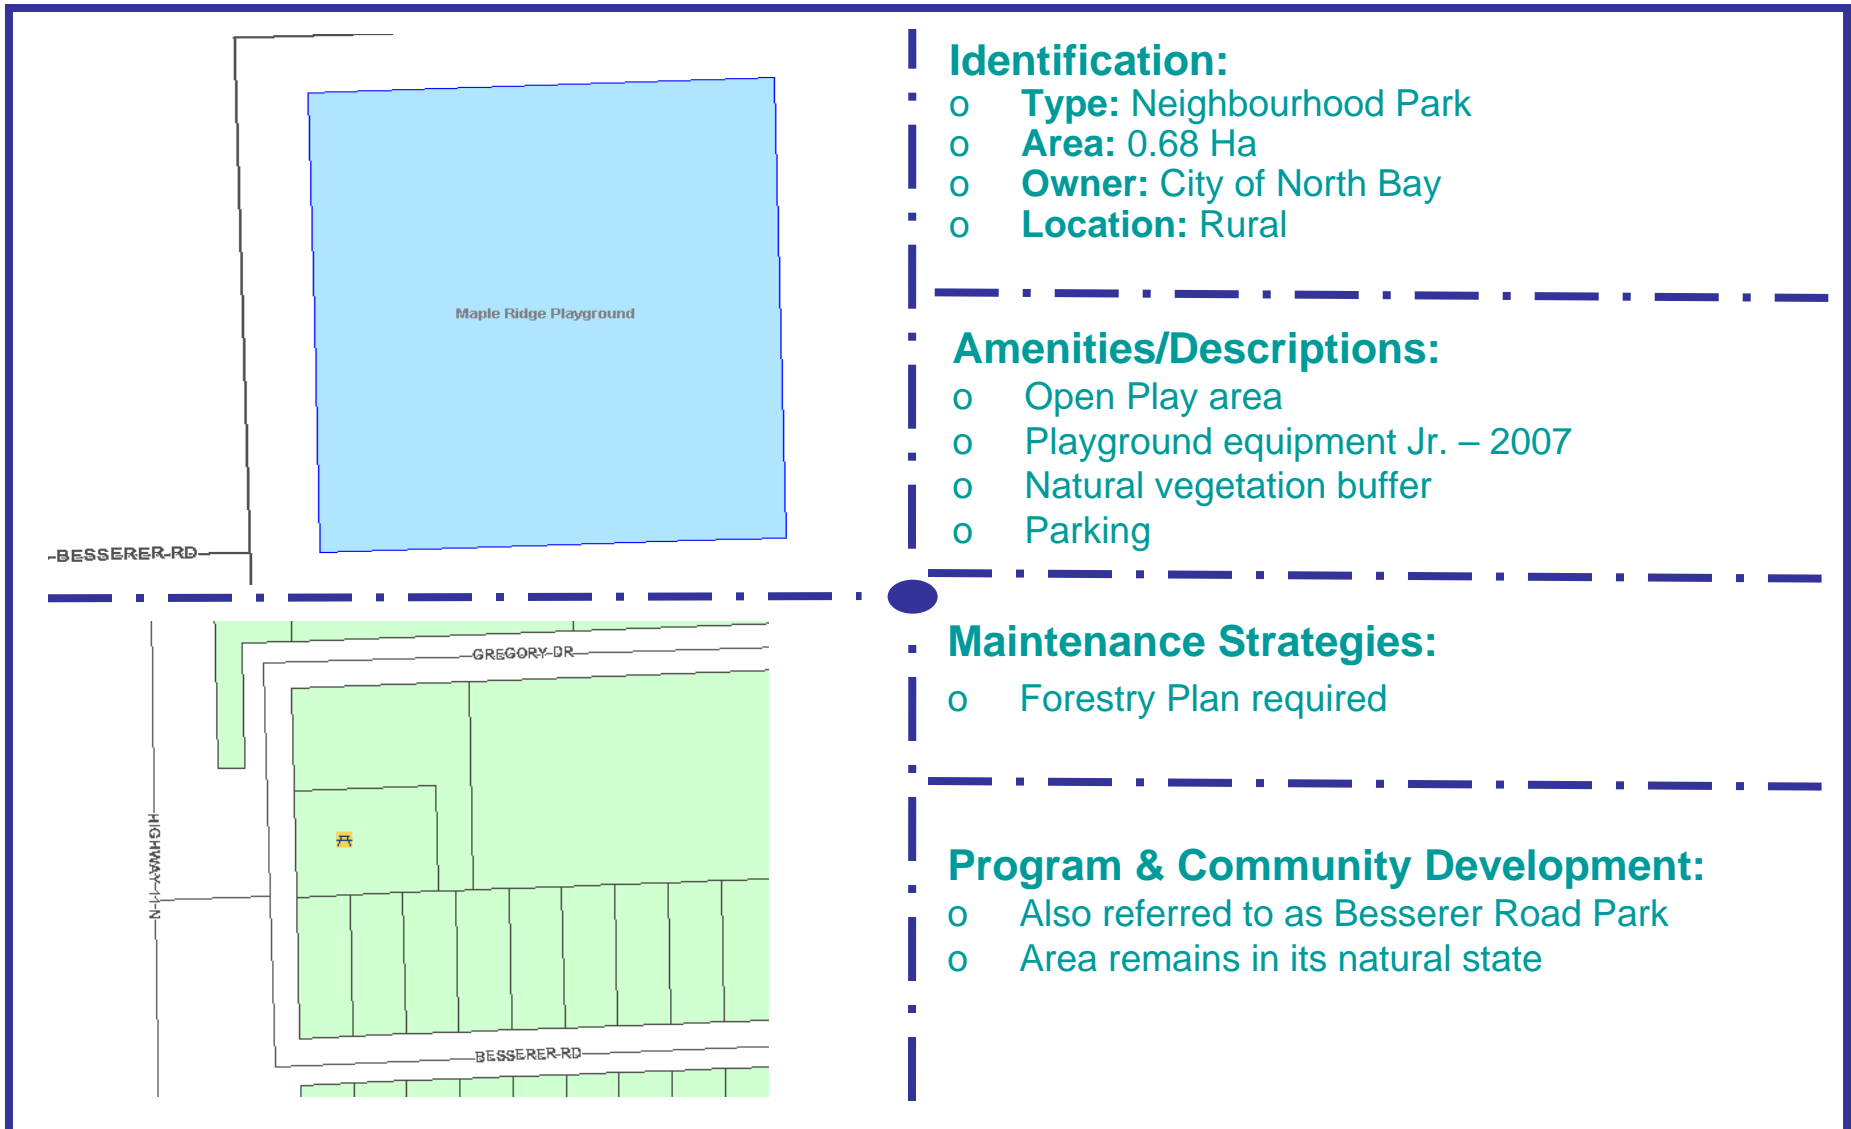 Maple Ridge Playground
BESSERER RD
GREGORY DR
HIGHWAY 11 N
BESSERER RD
Identification:
o Type: Neighbourhood Park
o Area: 0.68 Ha
o Owner: City of North Bay
o Location: Rural
Amenities/Descriptions:
o Open Play area
o Playground equipment Jr. – 2007
o Natural vegetation buffer
o Parking
Maintenance Strategies:
o Forestry Plan required
Program & Community Development:
o Also referred to as Besserer Road Park
o Area remains in its natural state